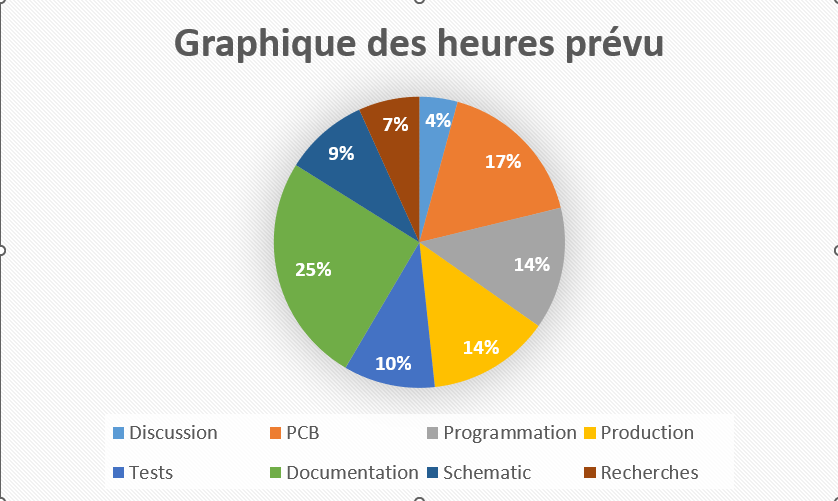 Graphique des heures prévu
4%
17%
14%
14%
10%
25%
9%
7%
Discussion PCB Programmation Production
Tests Documentation Schematic Recherches